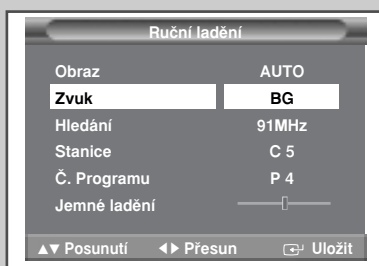 Ruční ladění
Obraz AUTO
Zvuk BG
Hledání 91MHz
Stanice C 5
Č. Programu P 4
Jemné ladění
▲▼ Posunutí ◄► Přesun Uložit